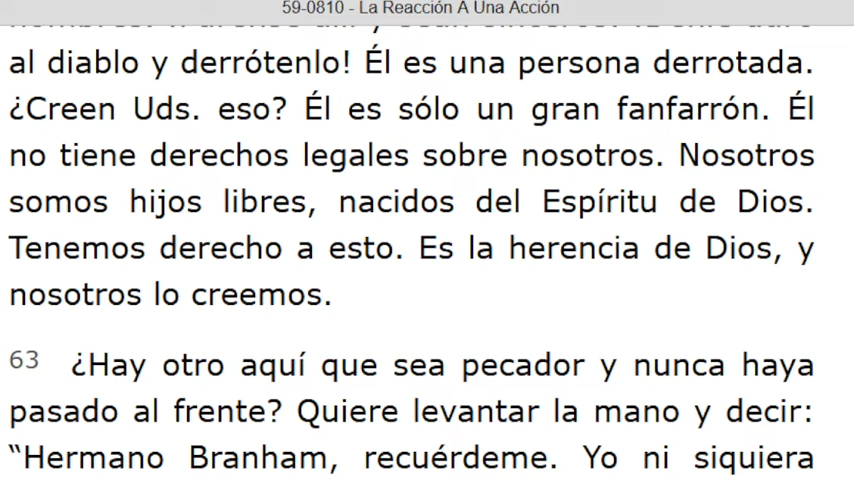 59-0810 - La Reacción A Una Acción
al diablo y derrótenlo! Él es una persona derrotada.
¿Creen Uds. eso? Él es sólo un gran fanfarrón. Él
no tiene derechos legales sobre nosotros. Nosotros
somos hijos libres, nacidos del Espíritu de Dios.
Tenemos derecho a esto. Es la herencia de Dios, y
nosotros lo creemos.
63 ¿Hay otro aquí que sea pecador y nunca haya
pasado al frente? Quiere levantar la mano y decir:
“Hermano Branham, recuérdeme. Yo ni siquiera